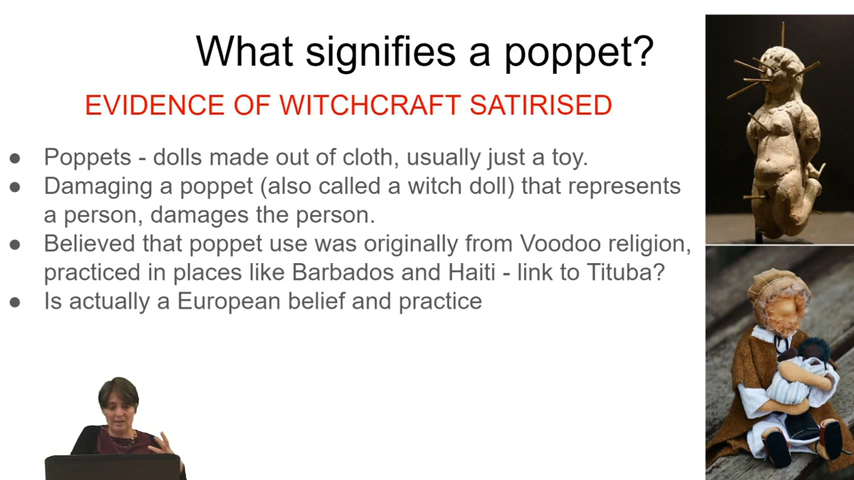 What signifies a poppet?
EVIDENCE OF WITCHCRAFT SATIRISED
● Poppets - dolls made out of cloth, usually just a toy.
● Damaging a poppet (also called a witch doll) that represents
a person, damages the person.
● Believed that poppet use was originally from Voodoo religion,
practiced in places like Barbados and Haiti - link to Tituba?
● Is actually a European belief and practice